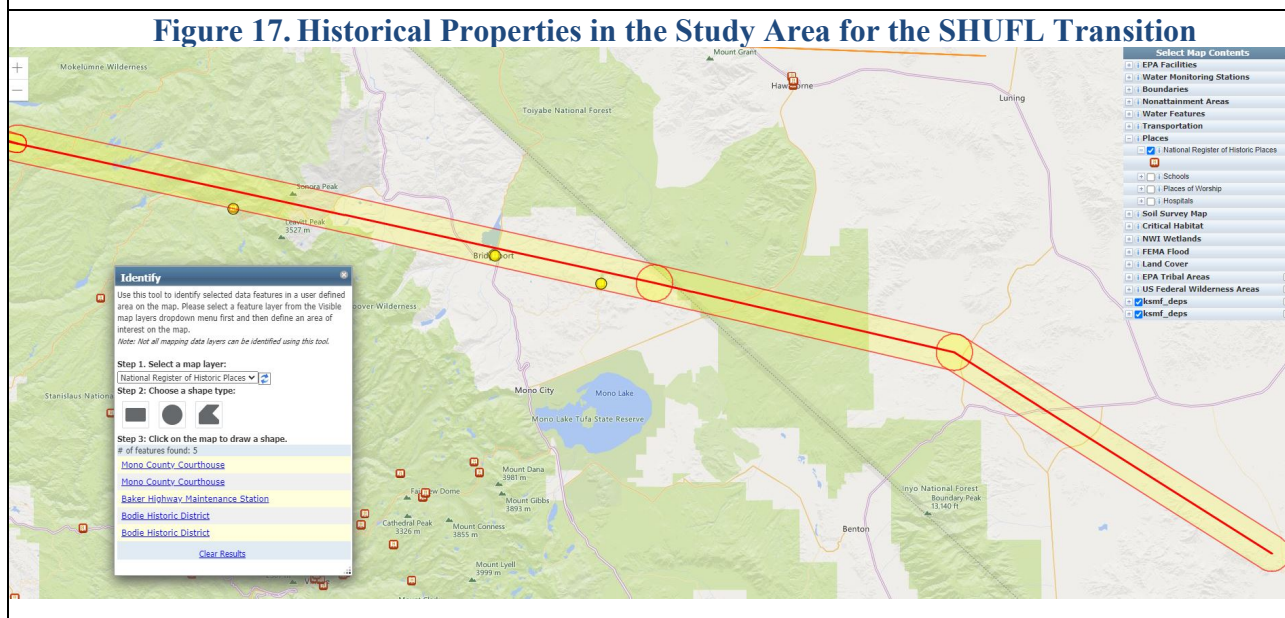 Figure 17. Historical Properties in the Study Area for the SHUFL Transition
+
−
Mokelumne Wilderness
Mount Grant
Toiyabe National Forest
Luning
Sonora Peak
Leavitt Peak
3527 m
Mono City
Mono Lake
Mono Lake Tufa State Reserve
Mount Dana
3981 m
Mount Gibbs
3893 m
Cathedral Peak
3326 m
Mount Conness
3855 m
Mount Lyell
3999 m
Boundary Peak
13,140 ft
Benton
Select Map Contents
EPA Facilities
Water Monitoring Stations
Boundaries
Nonattainment Areas
Water Features
Transportation
Places
National Register of Historic Places
Schools
Places of Worship
Hospitals
Soil Survey Map
Critical Habitat
NWI Wetlands
FEMA Flood
Land Cover
EPA Tribal Areas
US Federal Wilderness Areas
ksmf_deps
ksmf_deps
Identify
Use this tool to identify selected data features in a user defined
area on the map. Please select a feature layer from the Visible
map layers dropdown menu first and then define an area of
interest on the map.
Note: Not all mapping data layers can be identified using this tool.
Step 1. Select a map layer:
National Register of Historic Places
Step 2: Choose a shape type:
Step 3: Click on the map to draw a shape.
# of features found: 5
Mono County Courthouse
Mono County Courthouse
Baker Highway Maintenance Station
Bodie Historic District
Bodie Historic District
Clear Results